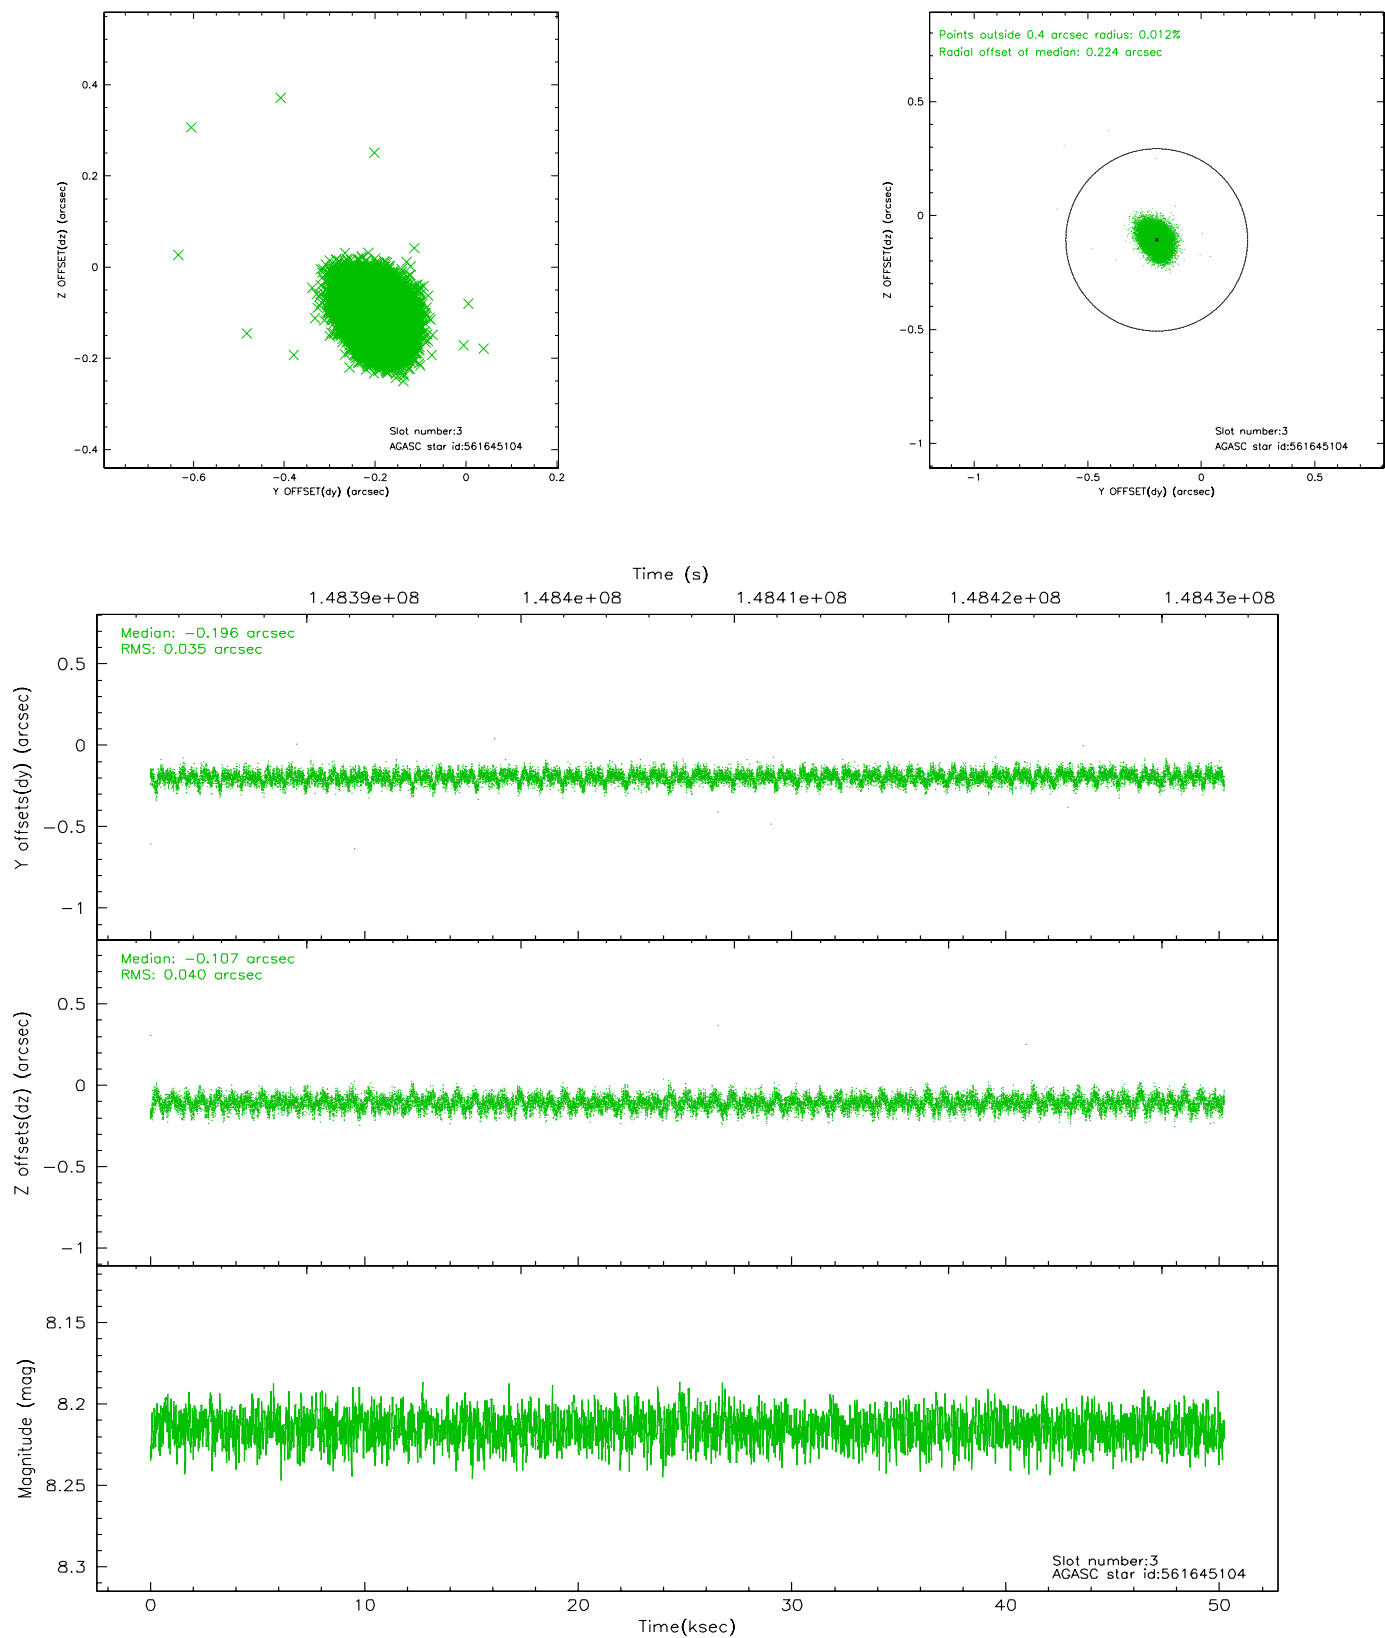 0.4
0.2
0
−0.2
−0.4
Z OFFSET(dz) (arcsec)
Slot number:3
AGASC star id:561645104
−0.6
−0.4
−0.2
0
0.2
Y OFFSET(dy) (arcsec)
Points outside 0.4 arcsec radius: 0.012%
Radial offset of median: 0.224 arcsec
0.5
0
−0.5
−1
Z OFFSET(dz) (arcsec)
Slot number:3
AGASC star id:561645104
−1
−0.5
0
0.5
Y OFFSET(dy) (arcsec)
Time (s)
1.4839e+08
1.484e+08
1.4841e+08
1.4842e+08
1.4843e+08
Median: −0.196 arcsec
RMS: 0.035 arcsec
0.5
0
−0.5
−1
Y offsets(dy) (arcsec)
Median: −0.107 arcsec
RMS: 0.040 arcsec
0.5
0
−0.5
−1
Z offsets(dz) (arcsec)
8.15
8.2
8.25
8.3
Magnitude (mag)
Slot number:3
AGASC star id:561645104
0
10
20
30
40
50
Time(ksec)